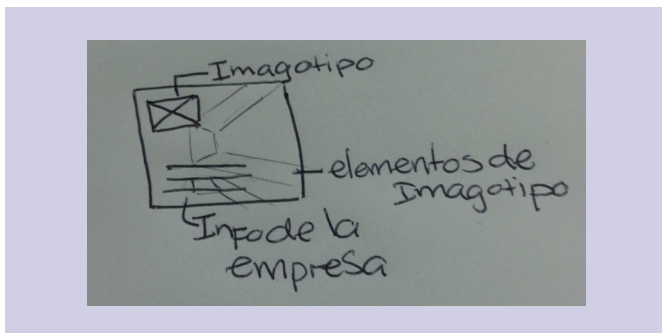 Imagotipo
elementos de
Imagotipo
Info de la
empresa